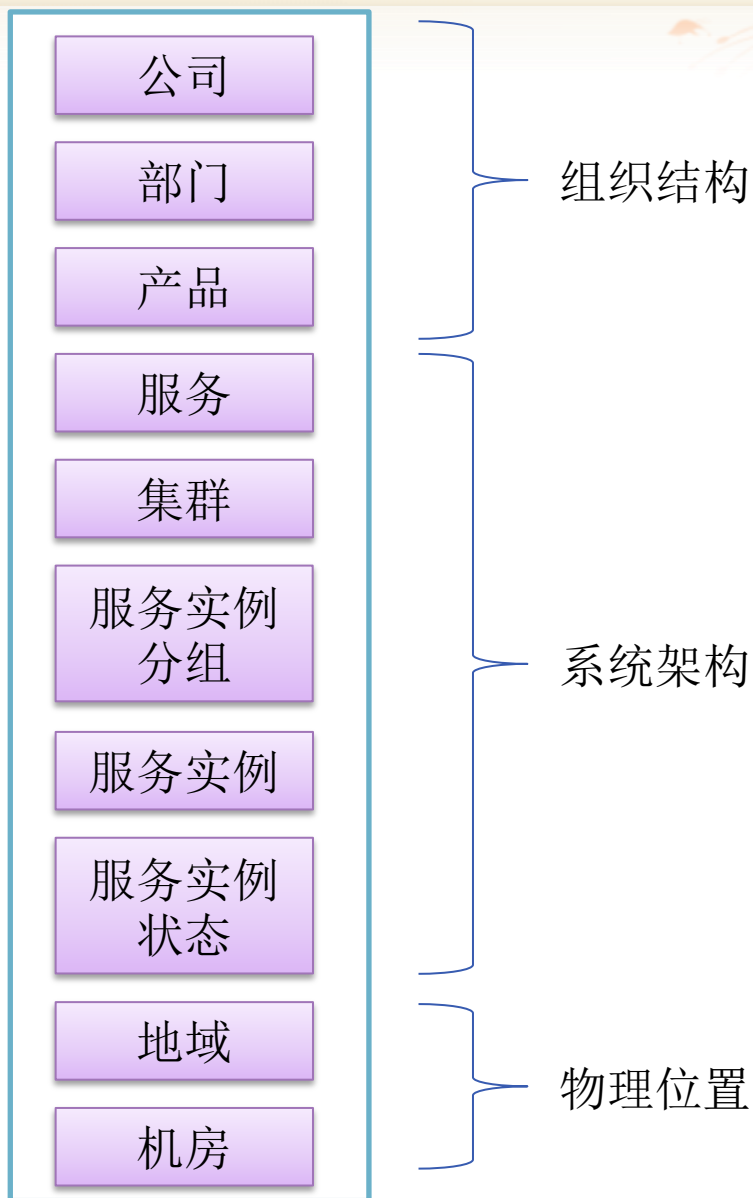 公司
部门
产品
组织结构
服务
集群
服务实例
分组
服务实例
服务实例
状态
系统架构
地域
机房
物理位置